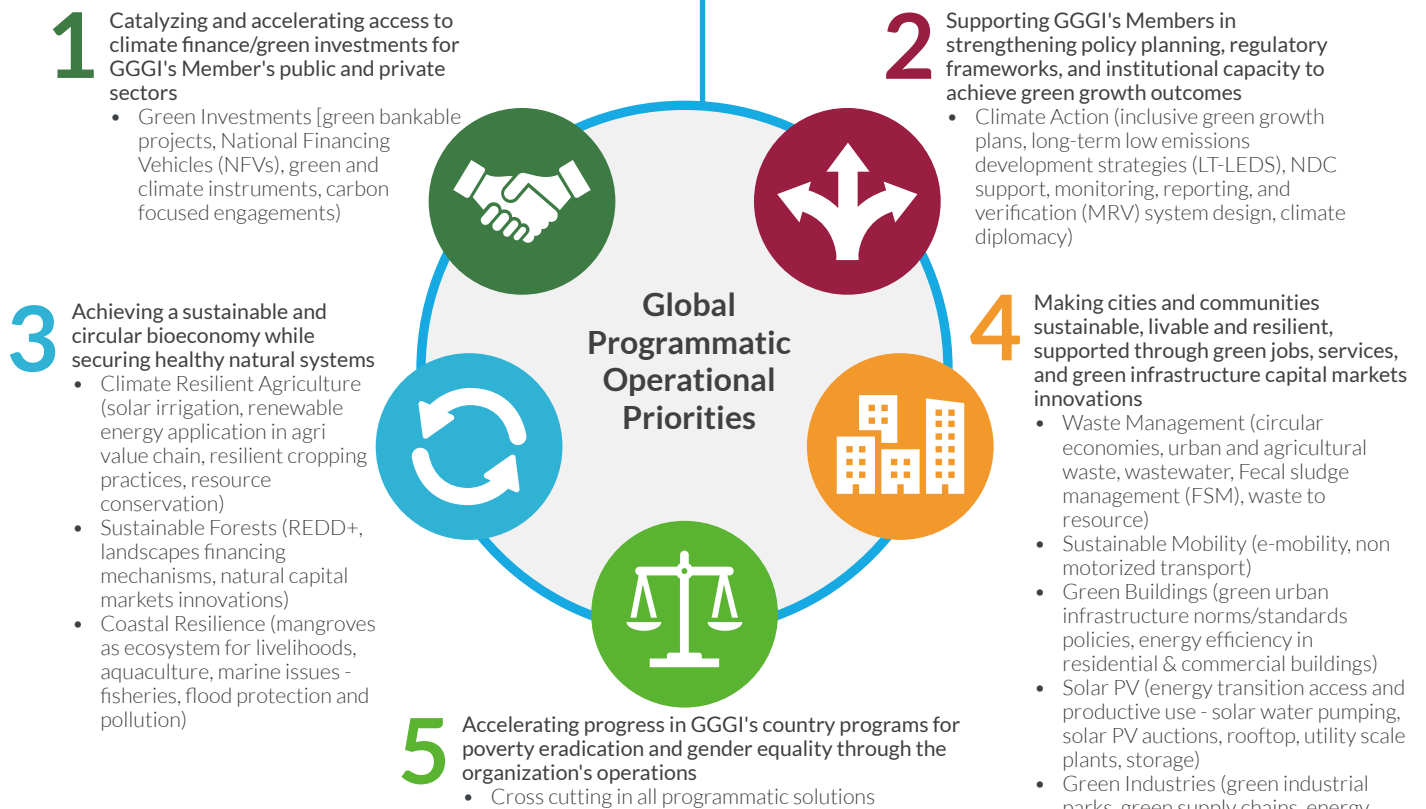 1
Catalyzing and accelerating access to
climate finance/green investments for
GGGI's Member's public and private
sectors
• Green Investments [green bankable
projects, National Financing
Vehicles (NFVs), green and
climate instruments, carbon
focused engagements)
2
Supporting GGGI's Members in
strengthening policy planning, regulatory
frameworks, and institutional capacity to
achieve green growth outcomes
• Climate Action (inclusive green growth
plans, long-term low emissions
development strategies (LT-LEDS), NDC
support, monitoring, reporting, and
verification (MRV) system design, climate
diplomacy)
Global
Programmatic
Operational
Priorities
3
Achieving a sustainable and
circular bioeconomy while
securing healthy natural systems
• Climate Resilient Agriculture
(solar irrigation, renewable
energy application in agri
value chain, resilient cropping
practices, resource
conservation)
• Sustainable Forests (REDD+,
landscapes financing
mechanisms, natural capital
markets innovations)
• Coastal Resilience (mangroves
as ecosystem for livelihoods,
aquaculture, marine issues -
fisheries, flood protection and
pollution)
4
Making cities and communities
sustainable, livable and resilient,
supported through green jobs, services,
and green infrastructure capital markets
innovations
• Waste Management (circular
economies, urban and agricultural
waste, wastewater, Fecal sludge
management (FSM), waste to
resource)
• Sustainable Mobility (e-mobility, non
motorized transport)
• Green Buildings (green urban
infrastructure norms/standards
policies, energy efficiency in
residential & commercial buildings)
• Solar PV (energy transition access and
productive use - solar water pumping,
solar PV auctions, rooftop, utility scale
plants, storage)
• Green Industries (green industrial
parks, green supply chains, energy
5
Accelerating progress in GGGI's country programs for
poverty eradication and gender equality through the
organization's operations
• Cross cutting in all programmatic solutions